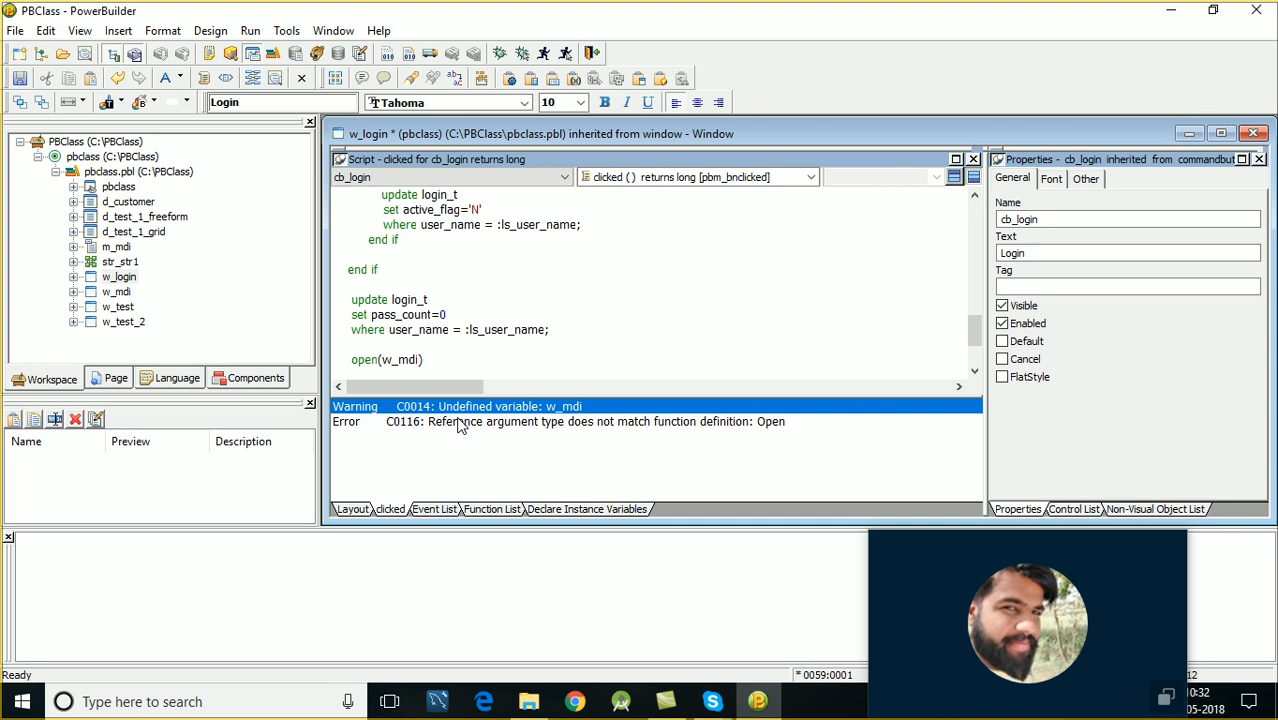 PBClass - PowerBuilder
File Edit View Insert Format Design Run Tools Window Help
Login Tahoma 10 B I U
PBClass (C:\PBClass)
pbclass (C:\PBClass)
pbclass.pbl (C:\PBClass)
pbclass
d_customer
d_test_1_freeform
d_test_1_grid
m_mdi
str_str1
w_login
w_mdi
w_test
w_test_2
Workspace Page Language Components
Name Preview Description
w_login * (pbclass) (C:\PBClass\pbclass.pbl) inherited from window - Window
Script - clicked for cb_login returns long
cb_login clicked ( ) returns long [pbm_bnclicked]
update login_t
set active_flag='N'
where user_name = :ls_user_name;
end if
end if
update login_t
set pass_count=0
where user_name = :ls_user_name;
open(w_mdi)
Warning C0014: Undefined variable: w_mdi
Error C0116: Reference argument type does not match function definition: Open
Layout clicked Event List Function List Declare Instance Variables
Properties - cb_login inherited from commandbut
General Font Other
Name
cb_login
Text
Login
Tag
Visible
Enabled
Default
Cancel
FlatStyle
Properties Control List Non-Visual Object List
Ready *0059:0001
Type here to search
10:32
05-2018